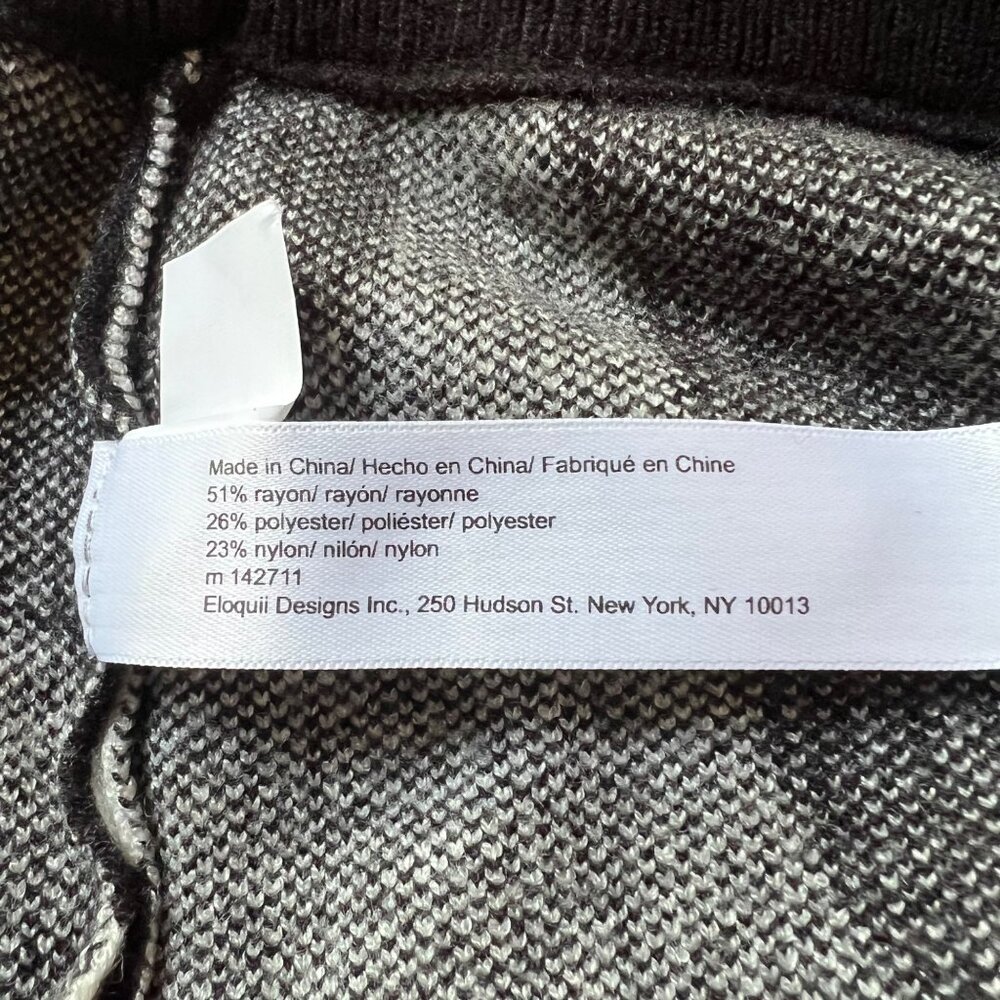 Made in China/ Hecho en China/ Fabriqué en Chine
51% rayon/ rayón/ rayonne
26% polyester/ poliéster/ polyester
23% nylon/ nilón/ nylon
m 142711
Eloquii Designs Inc., 250 Hudson St. New York, NY 10013